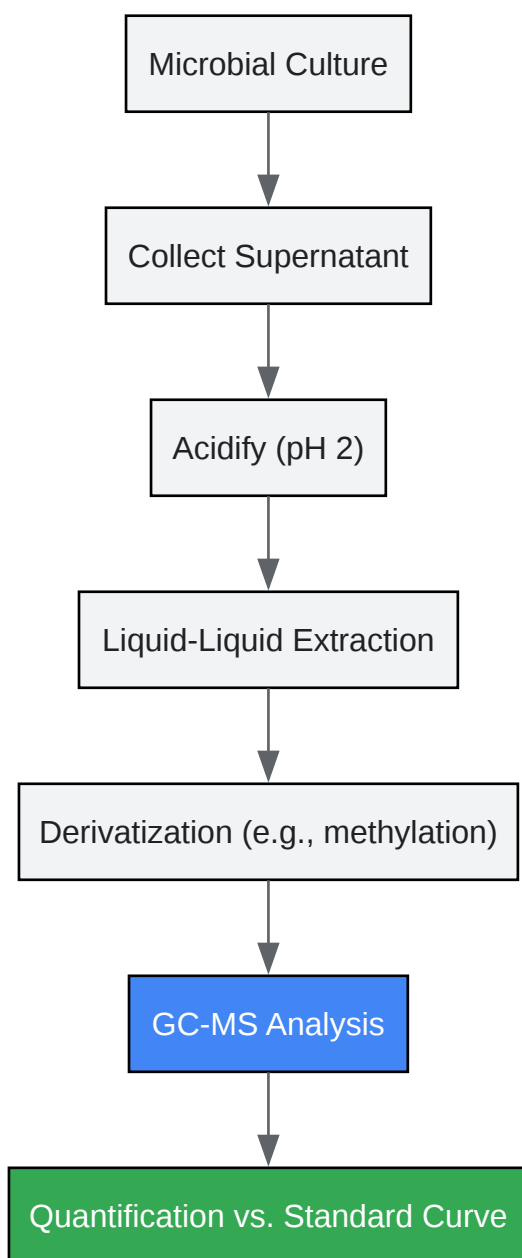 Microbial Culture
Collect Supernatant
Acidify (pH 2)
Liquid-Liquid Extraction
Derivatization (e.g., methylation)
GC-MS Analysis
Quantification vs. Standard Curve